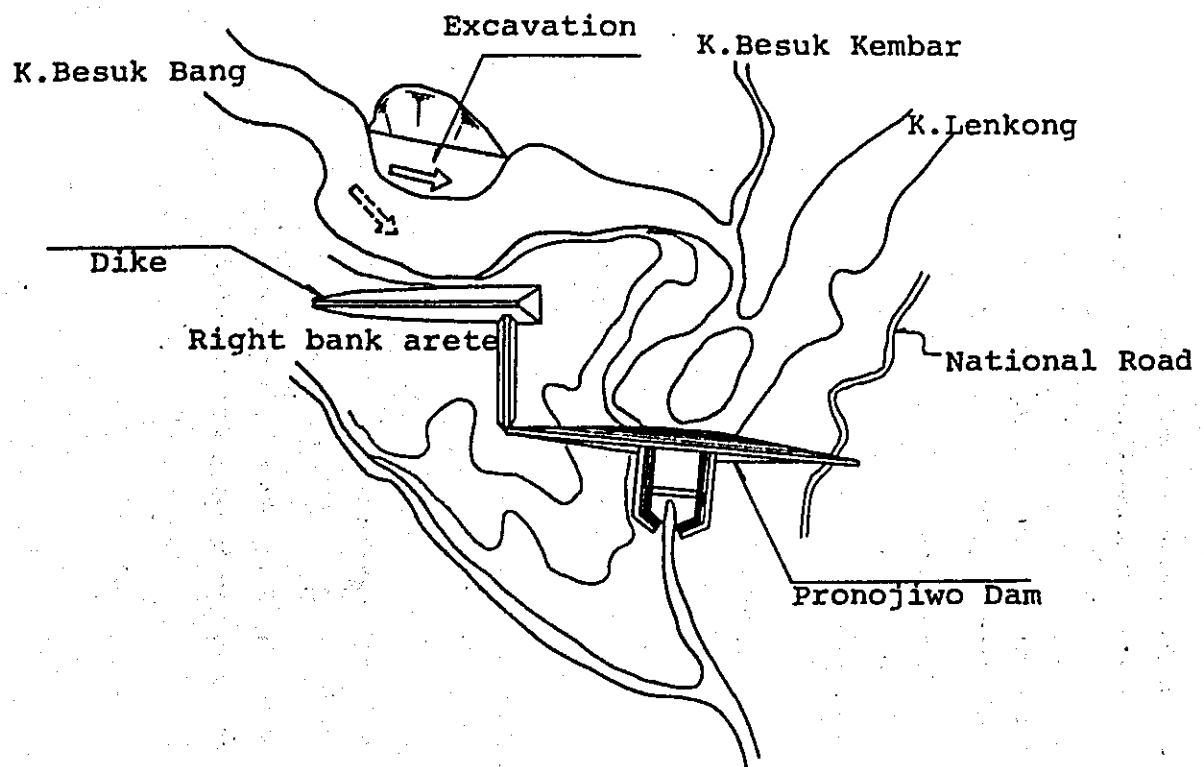 Excavation
K.Besuk Kembar
K.Besuk Bang
K.Lenkong
Dike
Right bank arete
National Road
Pronojiwo Dam